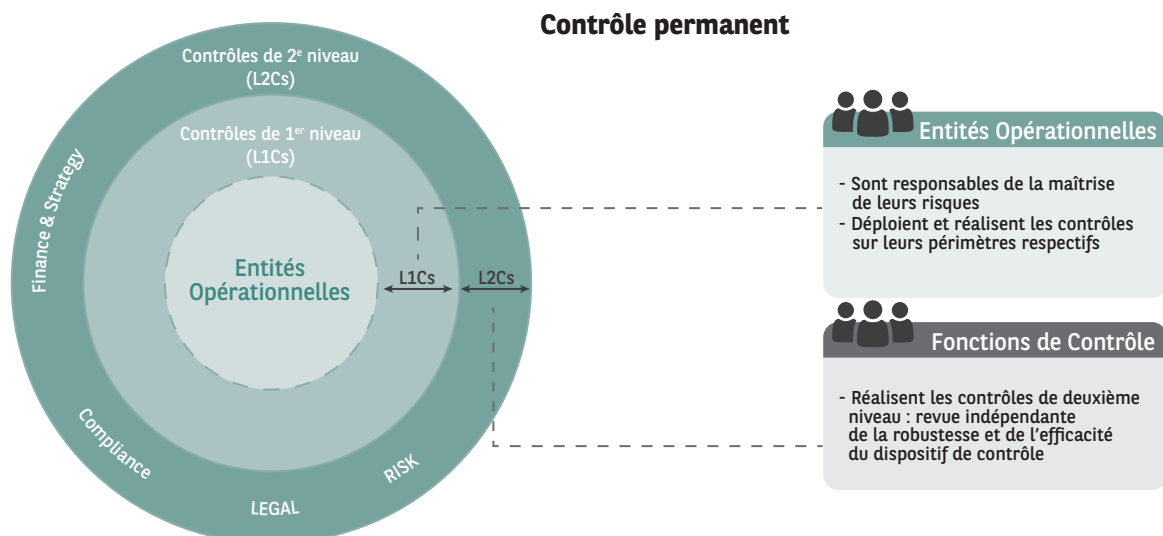 Contrôle permanent
Contrôles de 2e niveau
(L2Cs)
Contrôles de 1er niveau
(L1Cs)
Finance & Strategy
Entités
Opérationnelles
L1Cs
L2Cs
Compliance
LEGAL
RISK
Entités Opérationnelles
- Sont responsables de la maîtrise
de leurs risques
- Déploient et réalisent les contrôles
sur leurs périmètres respectifs
Fonctions de Contrôle
- Réalisent les contrôles de deuxième
niveau : revue indépendante
de la robustesse et de l'efficacité
du dispositif de contrôle